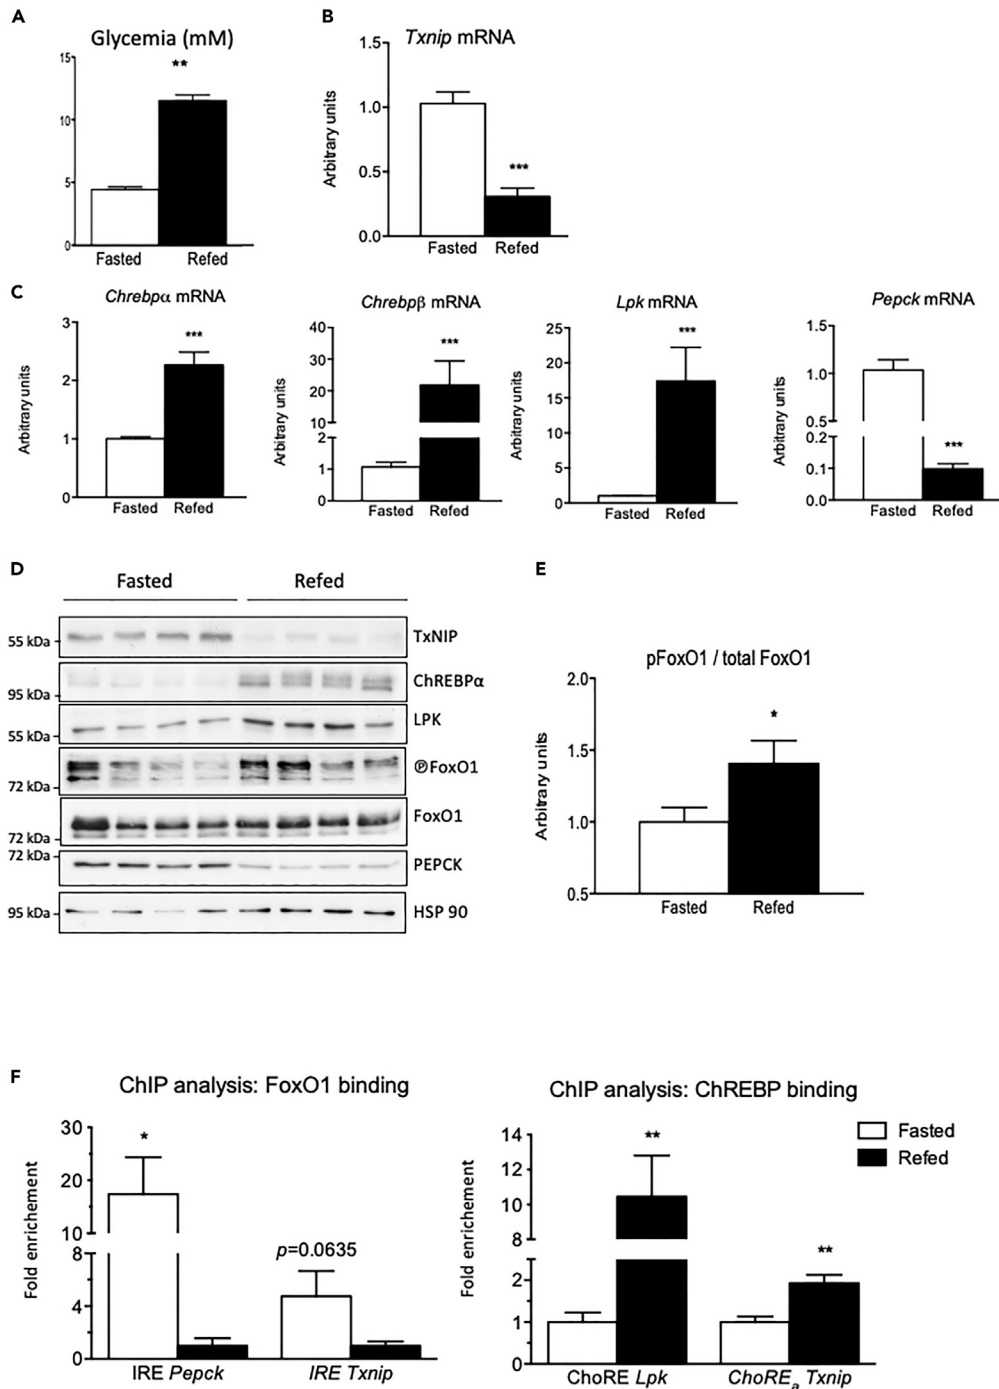 A
Glycemia (mM)
**
15
10
5
0
Fasted Refed
B
Txnip mRNA
Arbitrary units
1.5
1.0
0.5
0.0
***
Fasted Refed
C
Chrebpα mRNA
Arbitrary units
3
2
1
0
***
Fasted Refed
Chrebpβ mRNA
Arbitrary units
40
30
20
10
2
1
0
***
Fasted Refed
Lpk mRNA
Arbitrary units
25
20
15
10
5
0
***
Fasted Refed
Pepck mRNA
Arbitrary units
1.5
1.0
0.5
0.2
0.1
0.0
***
Fasted Refed
D
Fasted Refed
55 kDa TxNIP
95 kDa ChREBPα
55 kDa LPK
72 kDa ⓅFoxO1
72 kDa FoxO1
72 kDa PEPCK
95 kDa HSP 90
E
pFoxO1 / total FoxO1
Arbitrary units
2.0
1.5
1.0
0.5
*
Fasted Refed
F
ChIP analysis: FoxO1 binding
Fold enrichement
30
20
10
8
4
0
*
p=0.0635
IRE Pepck IRE Txnip
ChIP analysis: ChREBP binding
Fold enrichement
14
12
10
8
2
1
0
**
**
ChoRE Lpk ChoREa Txnip
Fasted
Refed